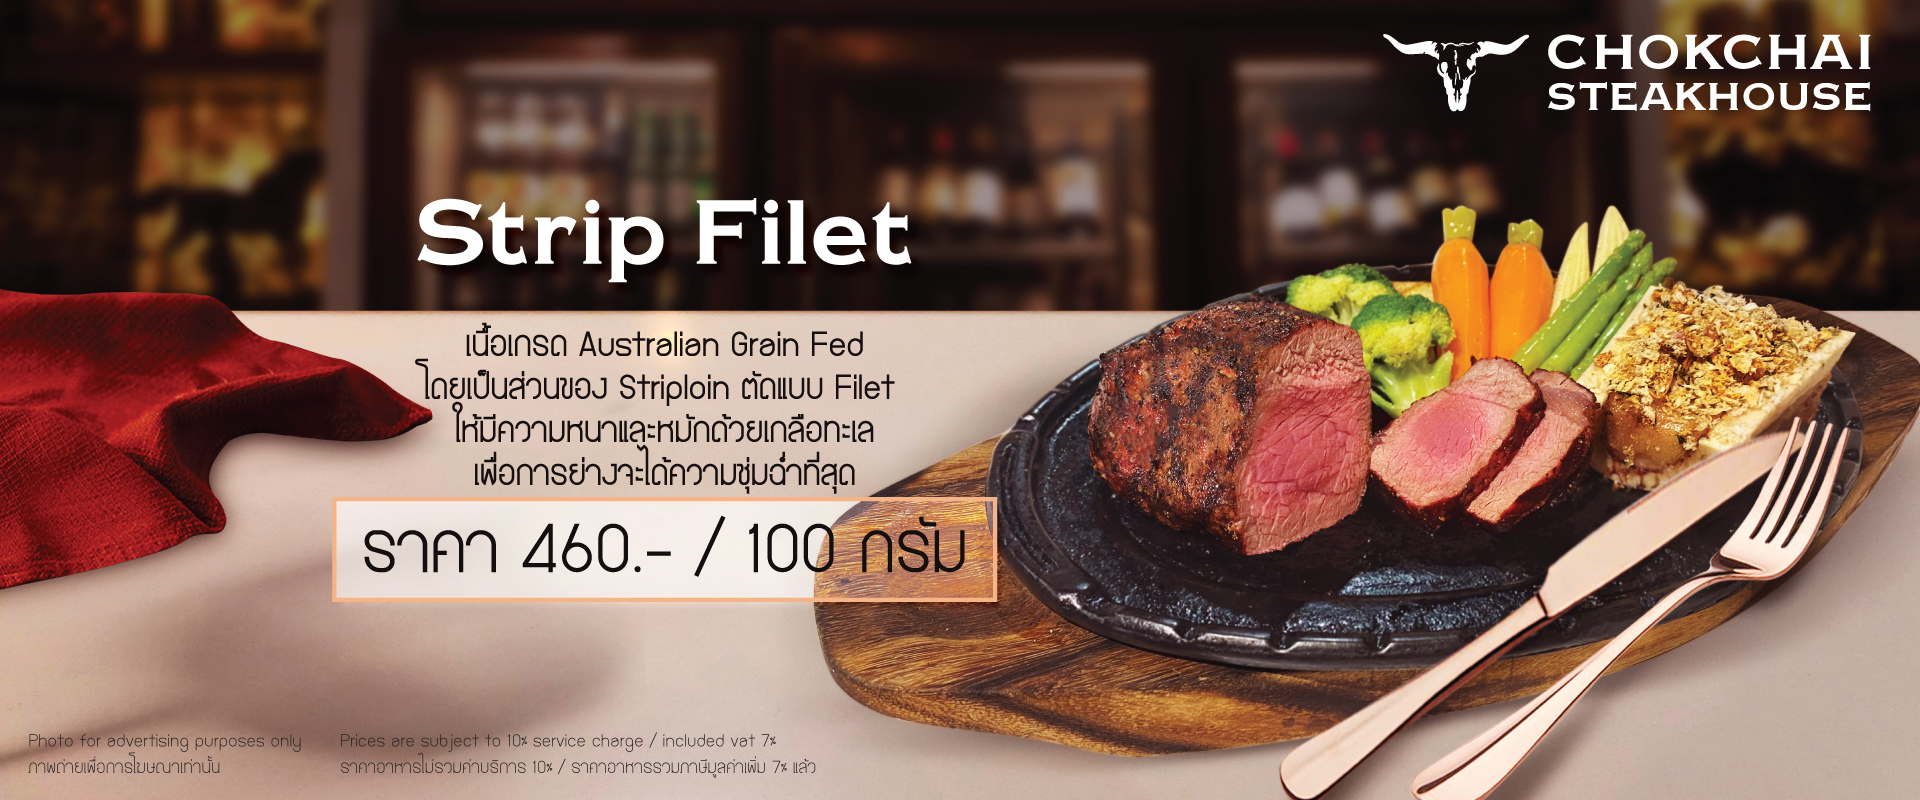 CHOKCHAI
STEAKHOUSE
Strip Filet
เนื้อเกรด Australian Grain Fed
โดยเป็นส่วนของ Striploin ตัดแบบ Filet
ให้มีความหนาและหมักด้วยเกลือทะเล
เพื่อการย่างจะได้ความชุ่มฉ่ำที่สุด
ราคา 460.- / 100 กรัม
Photo for advertising purposes only
ภาพถ่ายเพื่อการโฆษณาเท่านั้น
Prices are subject to 10% service charge / included vat 7%
ราคาอาหารไม่รวมค่าบริการ 10% / ราคาอาหารรวมภาษีมูลค่าเพิ่ม 7% แล้ว